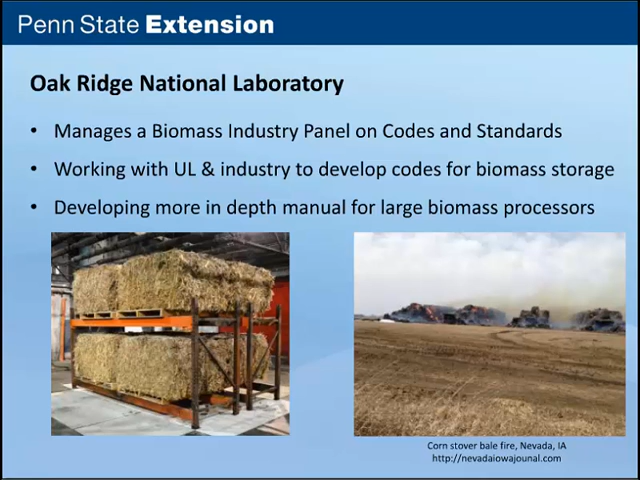 Penn State Extension
Oak Ridge National Laboratory
• Manages a Biomass Industry Panel on Codes and Standards
• Working with UL & industry to develop codes for biomass storage
• Developing more in depth manual for large biomass processors
Corn stover bale fire, Nevada, IA
http://nevadaiowajounal.com